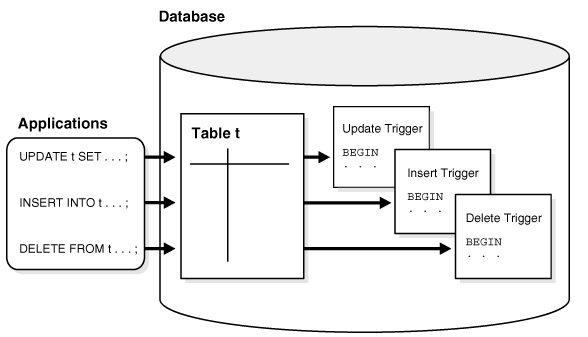 Database
Applications
UPDATE t SET . . . ;
INSERT INTO t . . . ;
DELETE FROM t . . . ;
Table t
Update Trigger
BEGIN
. . .
Insert Trigger
BEGIN
. . .
Delete Trigger
BEGIN
. . .